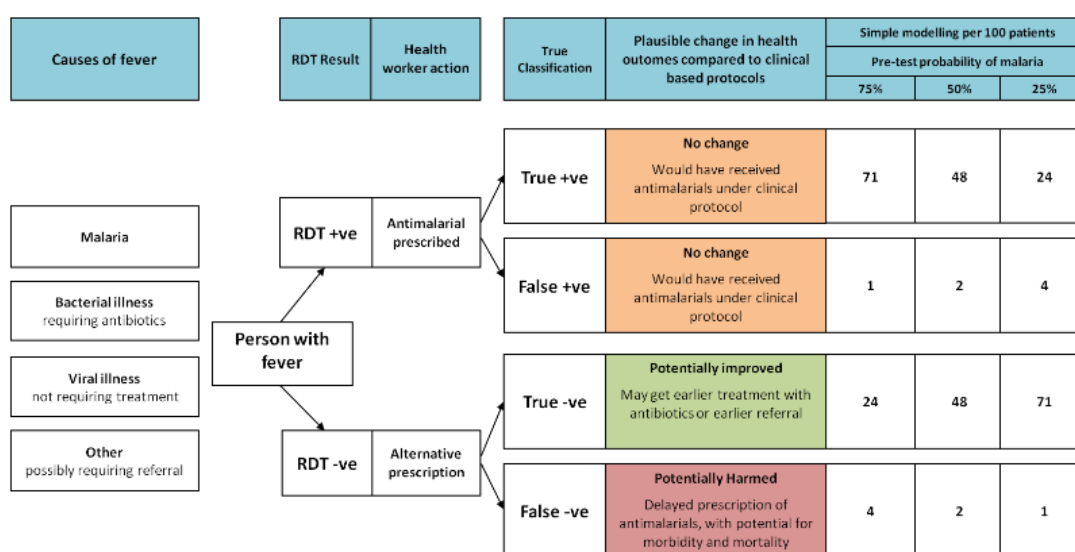 Causes of fever
RDT Result
Health
worker action
True
Classification
Plausible change in health
outcomes compared to clinical
based protocols
Simple modelling per 100 patients
Pre-test probability of malaria
75%
50%
25%
Malaria
Bacterial illness
requiring antibiotics
Viral illness
not requiring treatment
Other
possibly requiring referral
Person with
fever
RDT +ve
Antimalarial
prescribed
True +ve
No change
Would have received
antimalarials under clinical
protocol
71
48
24
False +ve
No change
Would have received
antimalarials under clinical
protocol
1
2
4
RDT -ve
Alternative
prescription
True -ve
Potentially improved
May get earlier treatment with
antibiotics or earlier referral
24
48
71
False -ve
Potentially Harmed
Delayed prescription of
antimalarials, with potential for
morbidity and mortality
4
2
1